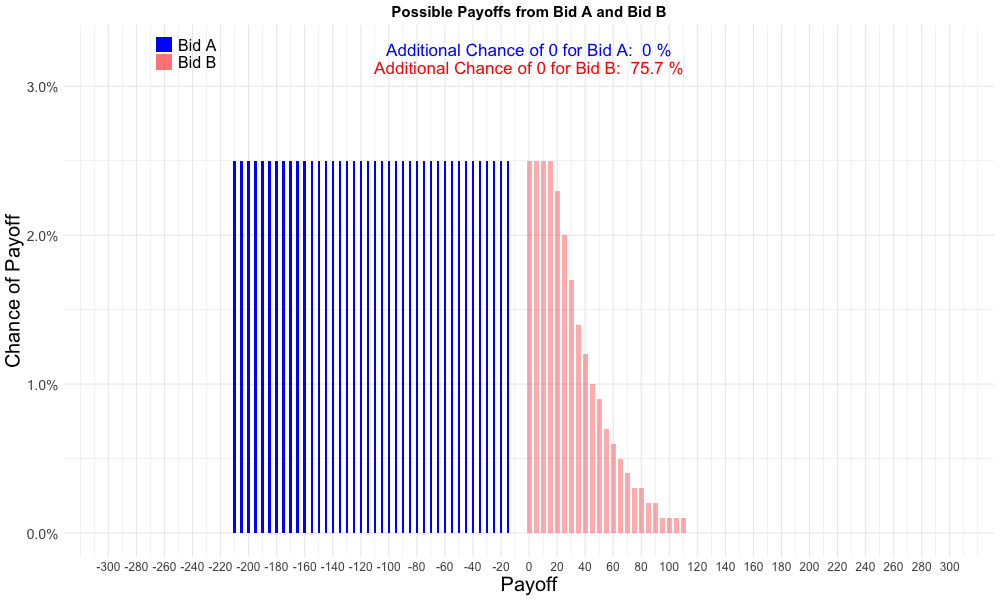 Possible Payoffs from Bid A and Bid B
Bid A
Bid B
Additional Chance of 0 for Bid A:  0 %
Additional Chance of 0 for Bid B:  75.7 %
Chance of Payoff
3.0%
2.0%
1.0%
0.0%
-300 -280 -260 -240 -220 -200 -180 -160 -140 -120 -100 -80 -60 -40 -20 0 20 40 60 80 100 120 140 160 180 200 220 240 260 280 300
Payoff